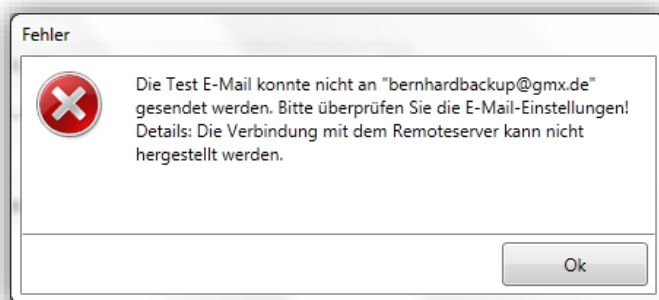 Fehler
Die Test E-Mail konnte nicht an "bernhardbackup@gmx.de"
gesendet werden. Bitte überprüfen Sie die E-Mail-Einstellungen!
Details: Die Verbindung mit dem Remoteserver kann nicht
hergestellt werden.
Ok